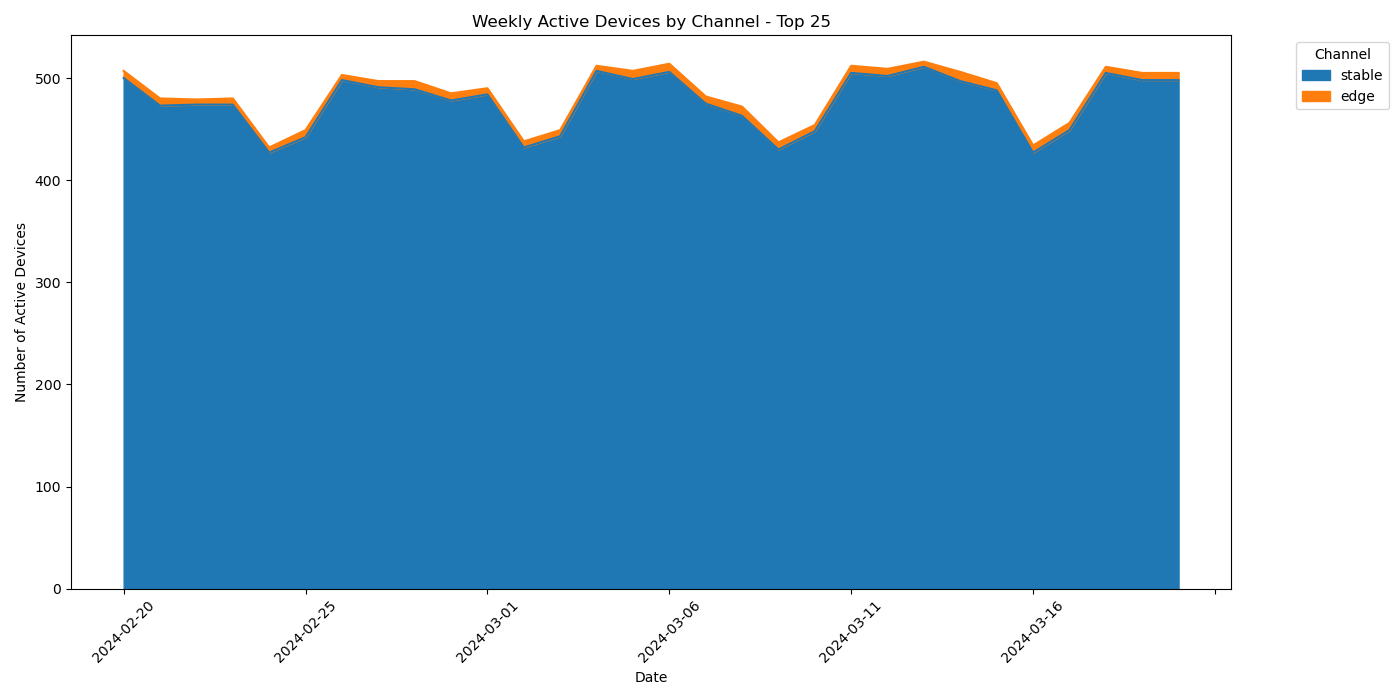 Weekly Active Devices by Channel - Top 25
Channel
stable
edge
Number of Active Devices
500
400
300
200
100
0
2024-02-20
2024-02-25
2024-03-01
2024-03-06
2024-03-11
2024-03-16
Date